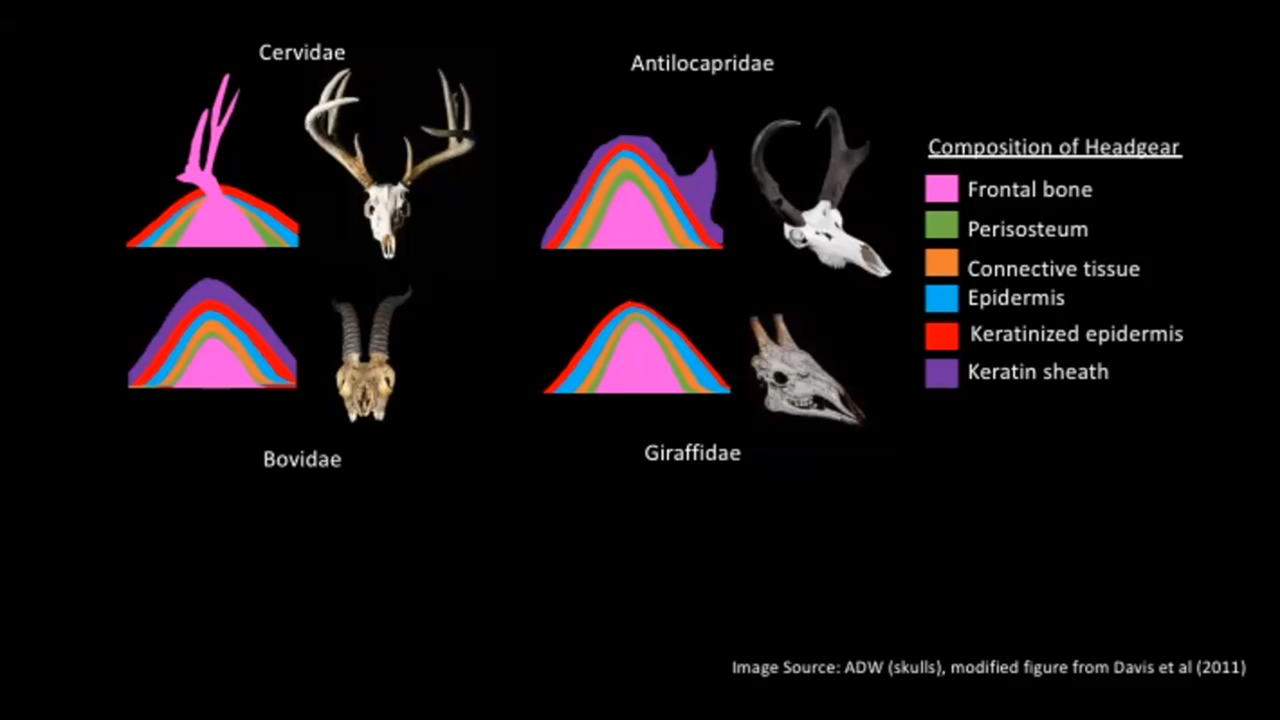 Cervidae
Antilocapridae
Composition of Headgear
Frontal bone
Perisosteum
Connective tissue
Epidermis
Keratinized epidermis
Keratin sheath
Bovidae
Giraffidae
Image Source: ADW (skulls), modified figure from Davis et al (2011)